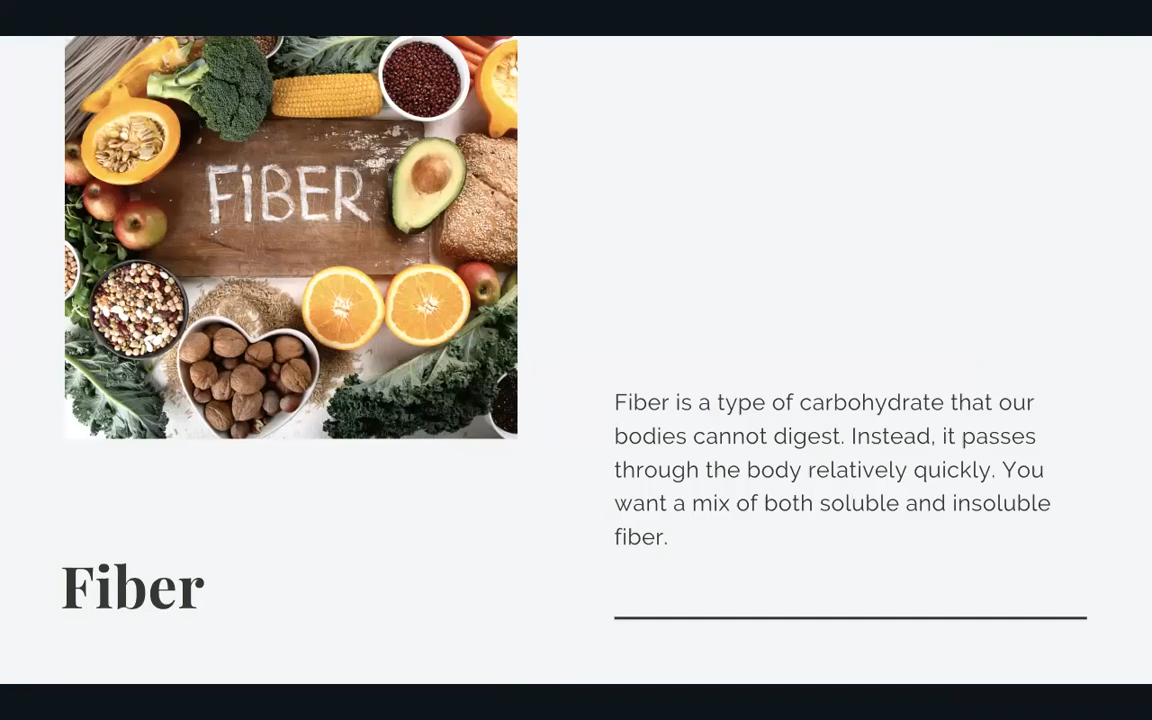 FiBER
Fiber is a type of carbohydrate that our
bodies cannot digest. Instead, it passes
through the body relatively quickly. You
want a mix of both soluble and insoluble
fiber.
Fiber